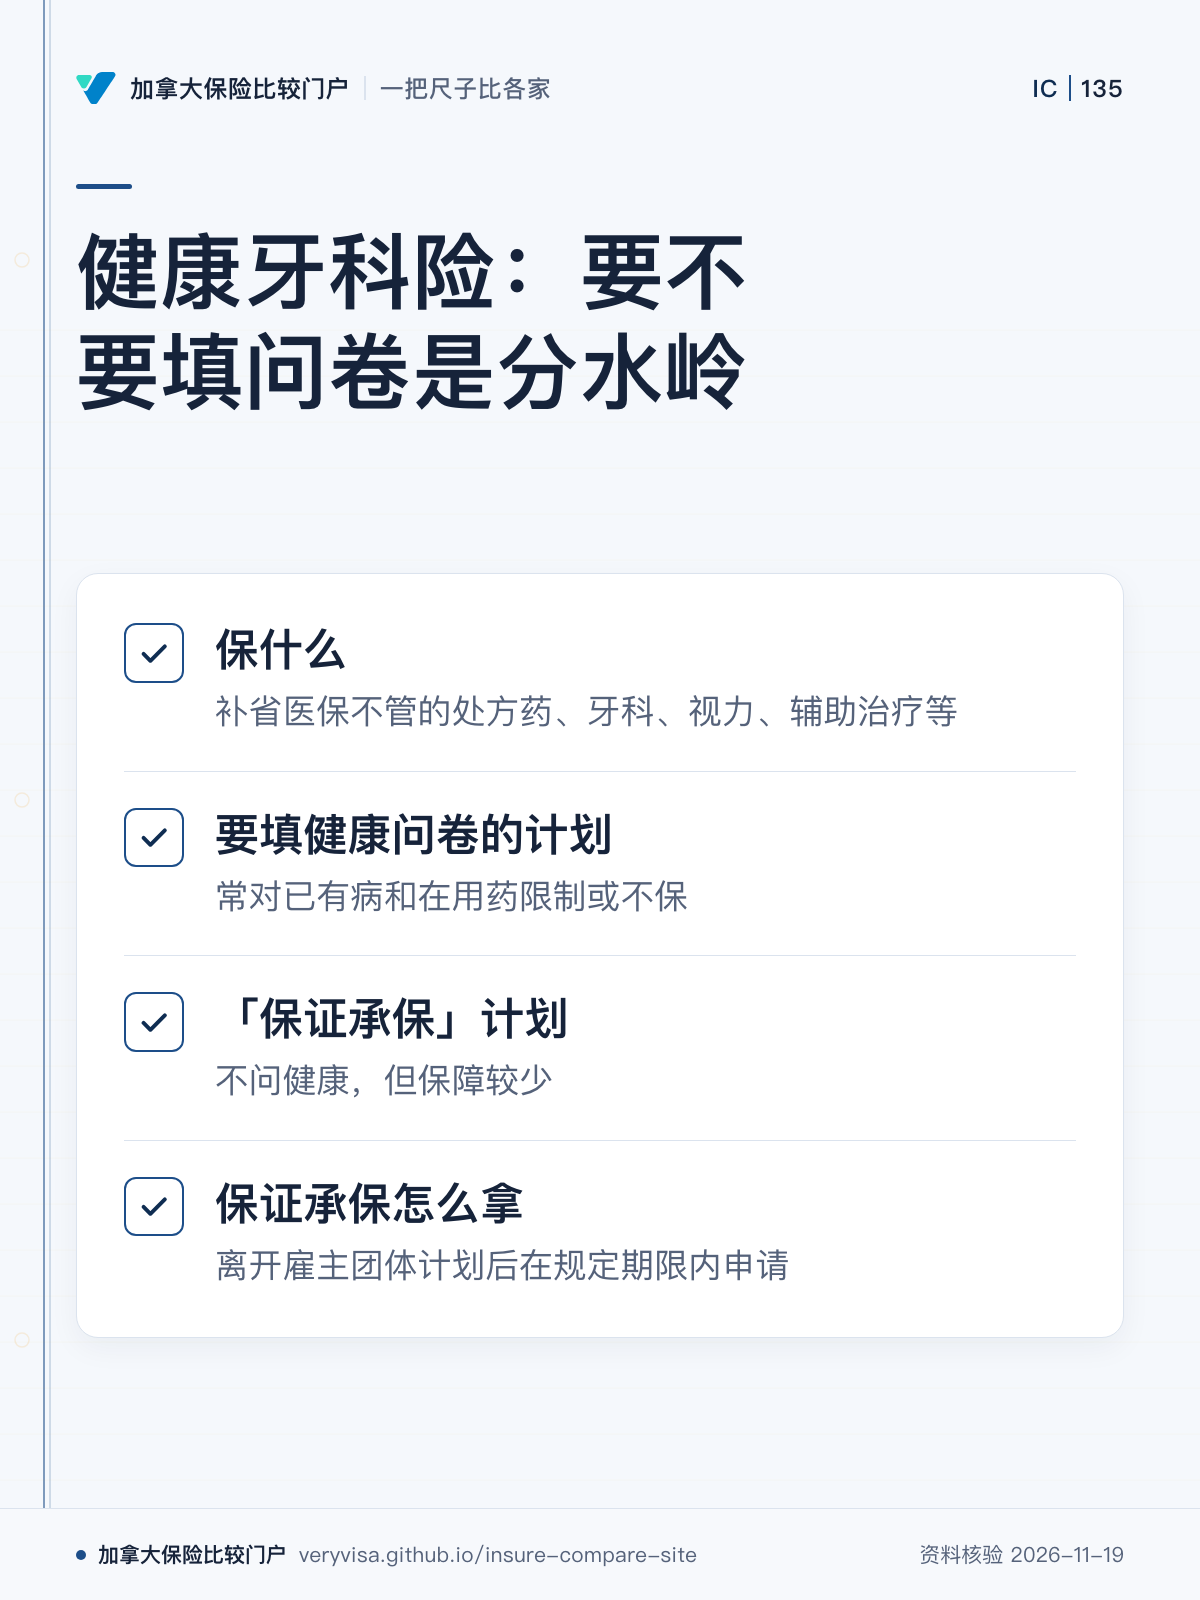 加拿大保险比较门户 一把尺子比各家
IC 135
健康牙科险：要不
要填问卷是分水岭
保什么
补省医保不管的处方药、牙科、视力、辅助治疗等
要填健康问卷的计划
常对已有病和在用药限制或不保
「保证承保」计划
不问健康，但保障较少
保证承保怎么拿
离开雇主团体计划后在规定期限内申请
加拿大保险比较门户 veryvisa.github.io/insure-compare-site
资料核验 2026-11-19